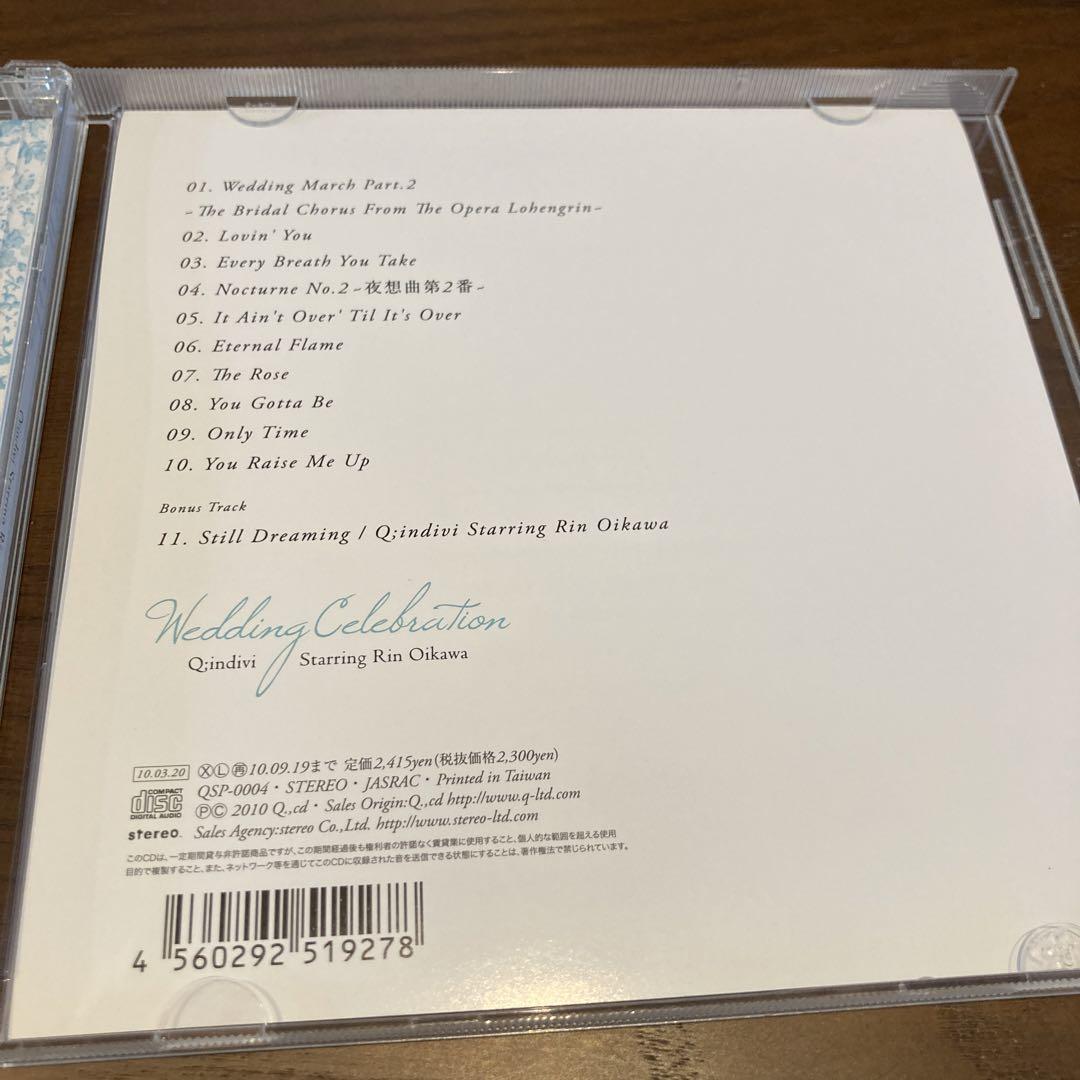 01. Wedding March Part.2
~The Bridal Chorus From The Opera Lohengrin~
02. Lovin' You
03. Every Breath You Take
04. Nocturne No.2~夜想曲第2番~
05. It Ain't Over' Til It's Over
06. Eternal Flame
07. The Rose
08. You Gotta Be
09. Only Time
10. You Raise Me Up
Bonus Track
11. Still Dreaming / Q;indivi Starring Rin Oikawa
Wedding Celebration
Q;indivi Starring Rin Oikawa
10.03.20 ⓍⓁ㊢10.09.19まで 定価2,415yen(税抜価格2,300yen)
QSP-0004・STEREO・JASRAC・Printed in Taiwan
COMPACT disc DIGITAL AUDIO
ⓅⒸ 2010 Q.,cd・Sales Origin:Q.,cd http://www.q-ltd.com
stereo. Sales Agency:stereo Co.,Ltd. http://www.stereo-ltd.com
このCDは、一定期間貸与非許諾商品ですが、この期間経過後も権利者の許諾なく賃貸業に使用すること、個人的な範囲を超える使用
目的で複製すること、また、ネットワーク等を通じてこのCDに収録された音を送信できる状態にすることは、著作権法で禁じられています。
4 560292 519278